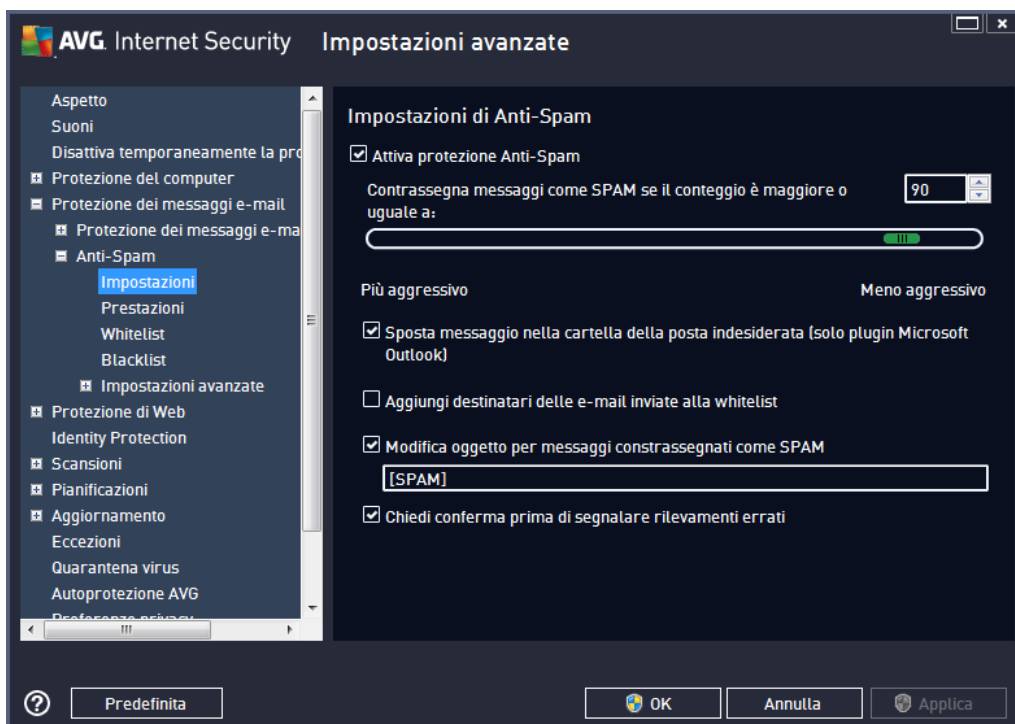 AVG. Internet Security Impostazioni avanzate
Aspetto
Suoni
Disattiva temporaneamente la pro
Protezione del computer
Protezione dei messaggi e-mail
Protezione dei messaggi e-ma
Anti-Spam
Impostazioni
Prestazioni
Whitelist
Blacklist
Impostazioni avanzate
Protezione di Web
Identity Protection
Scansioni
Pianificazioni
Aggiornamento
Eccezioni
Quarantena virus
Autoprotezione AVG
Preferenze privacy
Impostazioni di Anti-Spam
Attiva protezione Anti-Spam
Contrassegna messaggi come SPAM se il conteggio è maggiore o
uguale a:
90
Più aggressivo
Meno aggressivo
Sposta messaggio nella cartella della posta indesiderata (solo plugin Microsoft
Outlook)
Aggiungi destinatari delle e-mail inviate alla whitelist
Modifica oggetto per messaggi constrassegnati come SPAM
[SPAM]
Chiedi conferma prima di segnalare rilevamenti errati
Predefinita
OK
Annulla
Applica